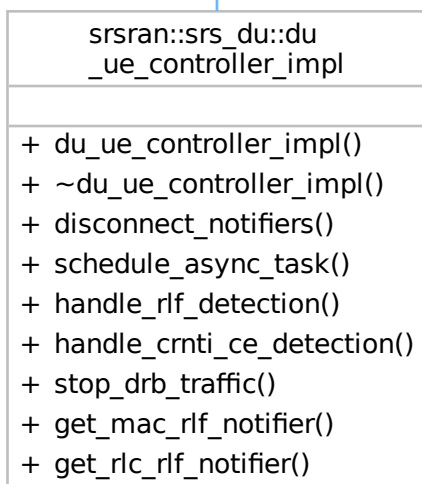 srsran::srs_du::du
_ue_controller_impl
+ du_ue_controller_impl()
+ ~du_ue_controller_impl()
+ disconnect_notifiers()
+ schedule_async_task()
+ handle_rlf_detection()
+ handle_crnti_ce_detection()
+ stop_drb_traffic()
+ get_mac_rlf_notifier()
+ get_rlc_rlf_notifier()